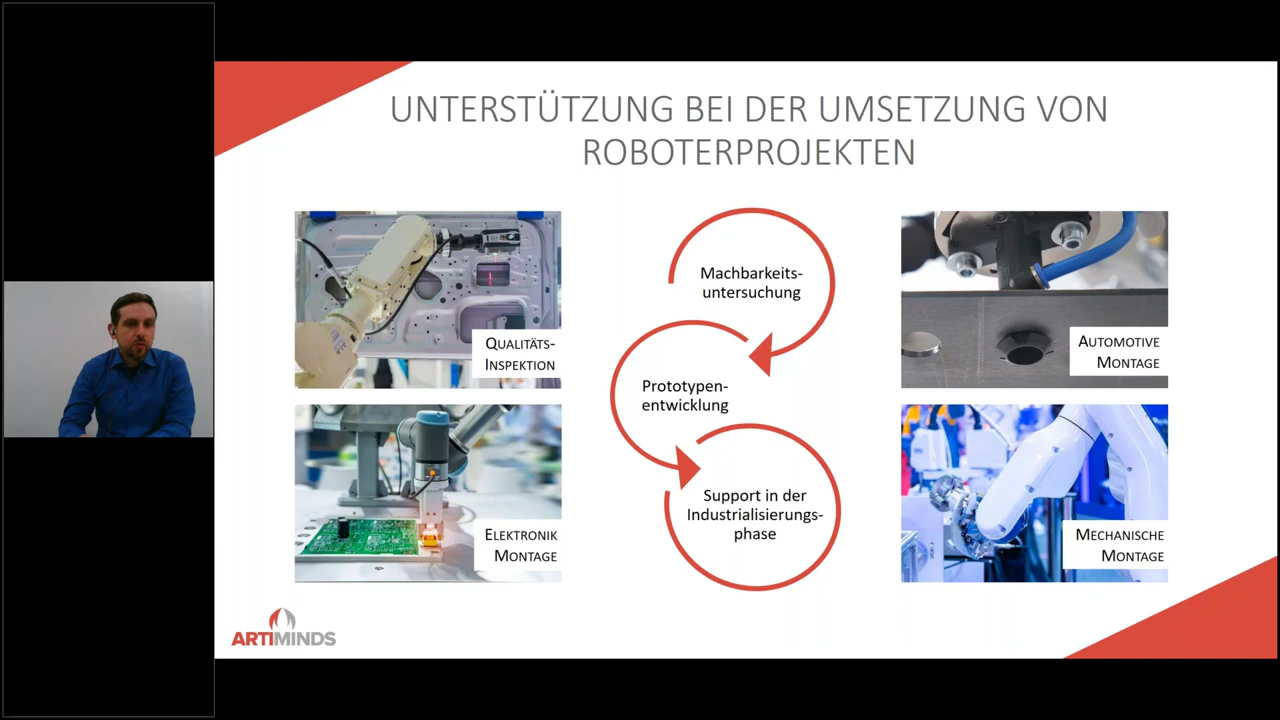 UNTERSTÜTZUNG BEI DER UMSETZUNG VON
ROBOTERPROJEKTEN
QUALITÄTS-
INSPEKTION
ELEKTRONIK
MONTAGE
Machbarkeits-
untersuchung
Prototypen-
entwicklung
Support in der
Industrialisierungs-
phase
AUTOMOTIVE
MONTAGE
MECHANISCHE
MONTAGE
ARTIMINDS